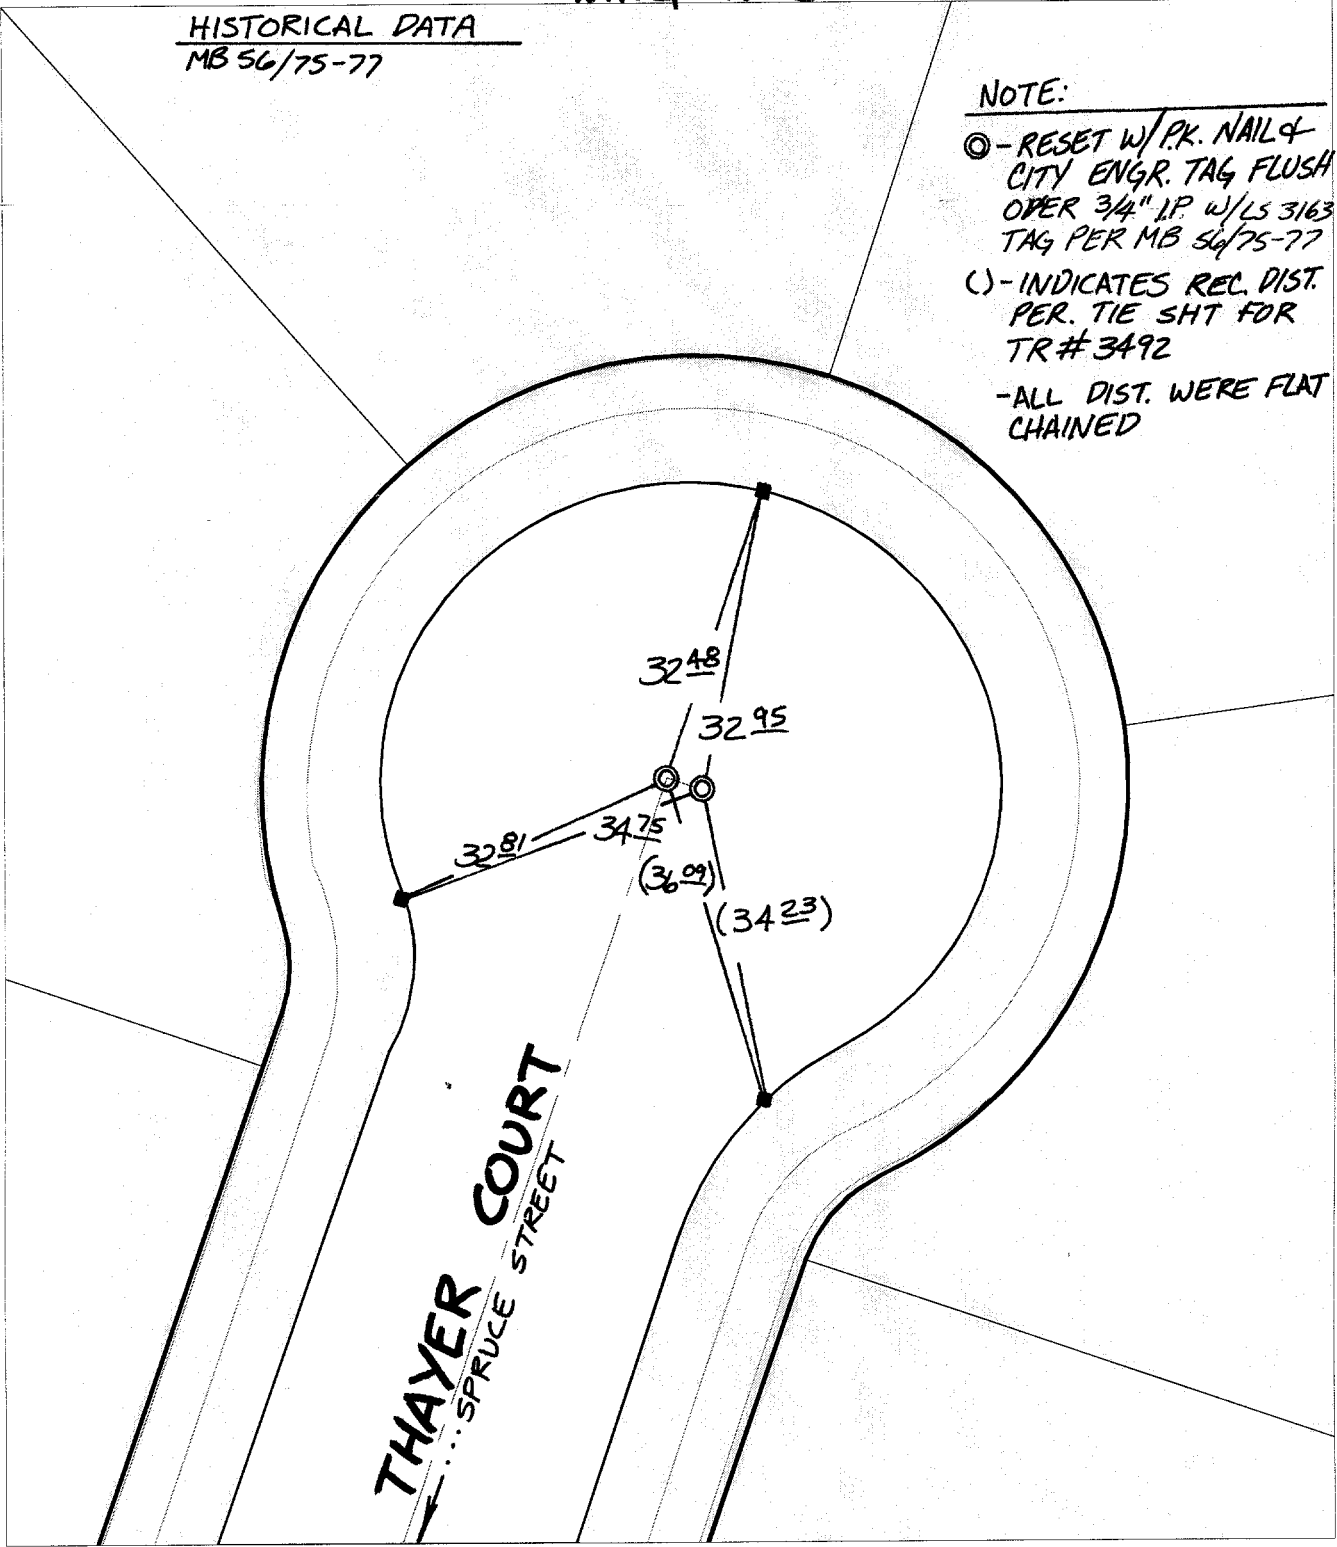 HISTORICAL DATA
MB 56/75-77
NOTE:
◎ - RESET W/ P.K. NAIL &
CITY ENGR. TAG FLUSH
OVER 3/4" I.P. W/LS 3163
TAG PER MB 56/75-77
() - INDICATES REC. DIST.
PER. TIE SHT FOR
TR# 3492
-ALL DIST. WERE FLAT
CHAINED
32 48
32 95
32 81
34 75
(36 09)
(34 23)
THAYER COURT
...SPRUCE STREET